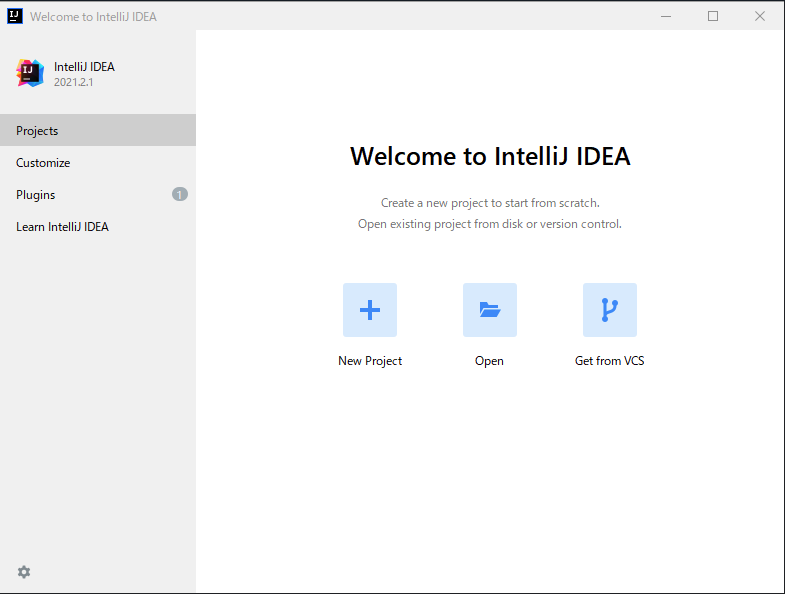 Welcome to IntelliJ IDEA
IntelliJ IDEA
2021.2.1
Projects
Customize
Plugins 1
Learn IntelliJ IDEA
Welcome to IntelliJ IDEA
Create a new project to start from scratch.
Open existing project from disk or version control.
New Project
Open
Get from VCS